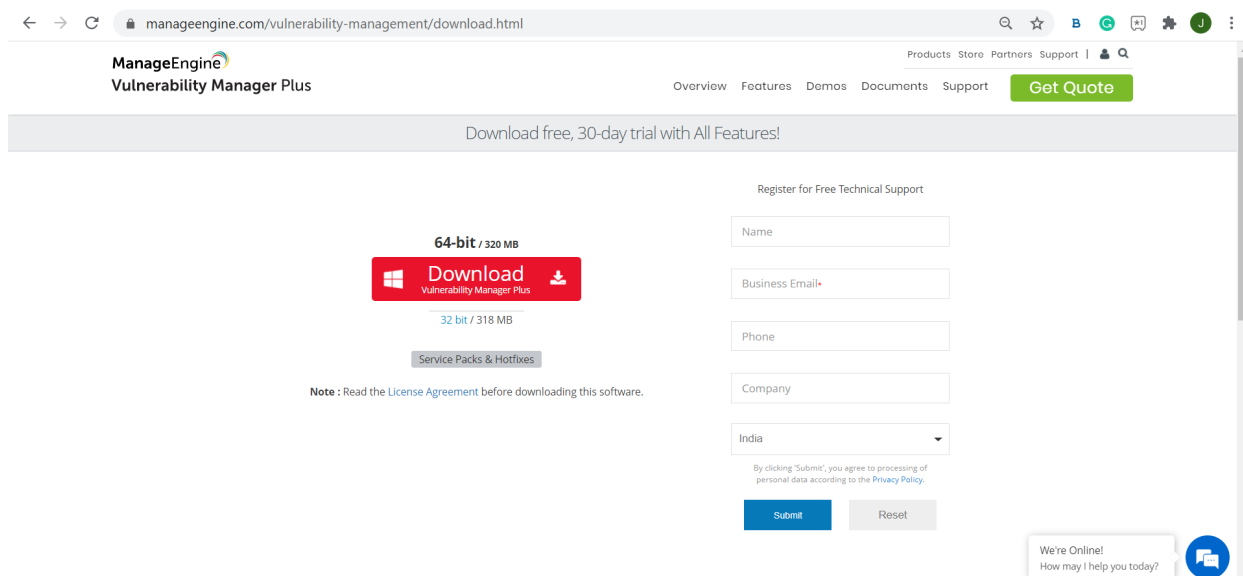 manageengine.com/vulnerability-management/download.html
B
G
J
ManageEngine
Products Store Partners Support |
Vulnerability Manager Plus
Overview Features Demos Documents Support Get Quote
Download free, 30-day trial with All Features!
Register for Free Technical Support
64-bit / 320 MB
Download
Vulnerability Manager Plus
32 bit / 318 MB
Service Packs & Hotfixes
Note : Read the License Agreement before downloading this software.
Name
Business Email*
Phone
Company
India
By clicking 'Submit', you agree to processing of
personal data according to the Privacy Policy.
Submit Reset
We're Online!
How may I help you today?